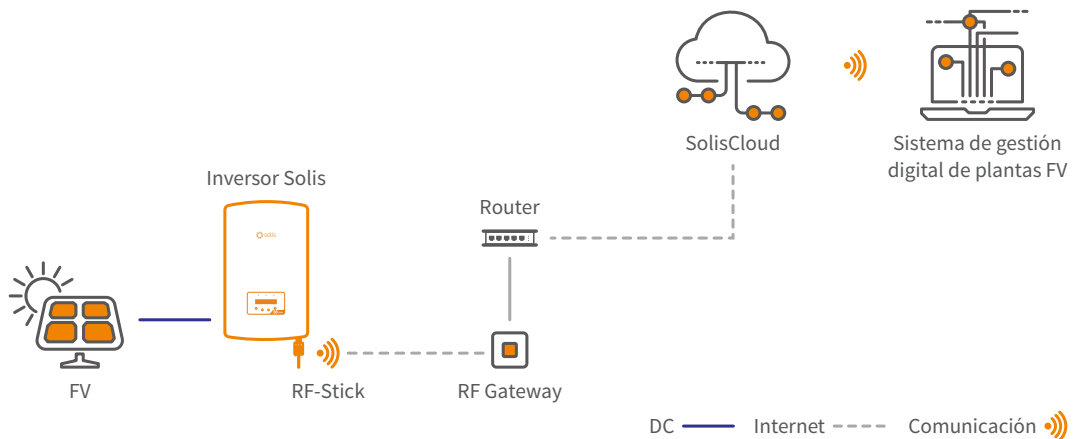 SolisCloud
Sistema de gestión
digital de plantas FV
Inversor Solis
Router
solis
FV
RF-Stick
RF Gateway
DC
Internet
Comunicación